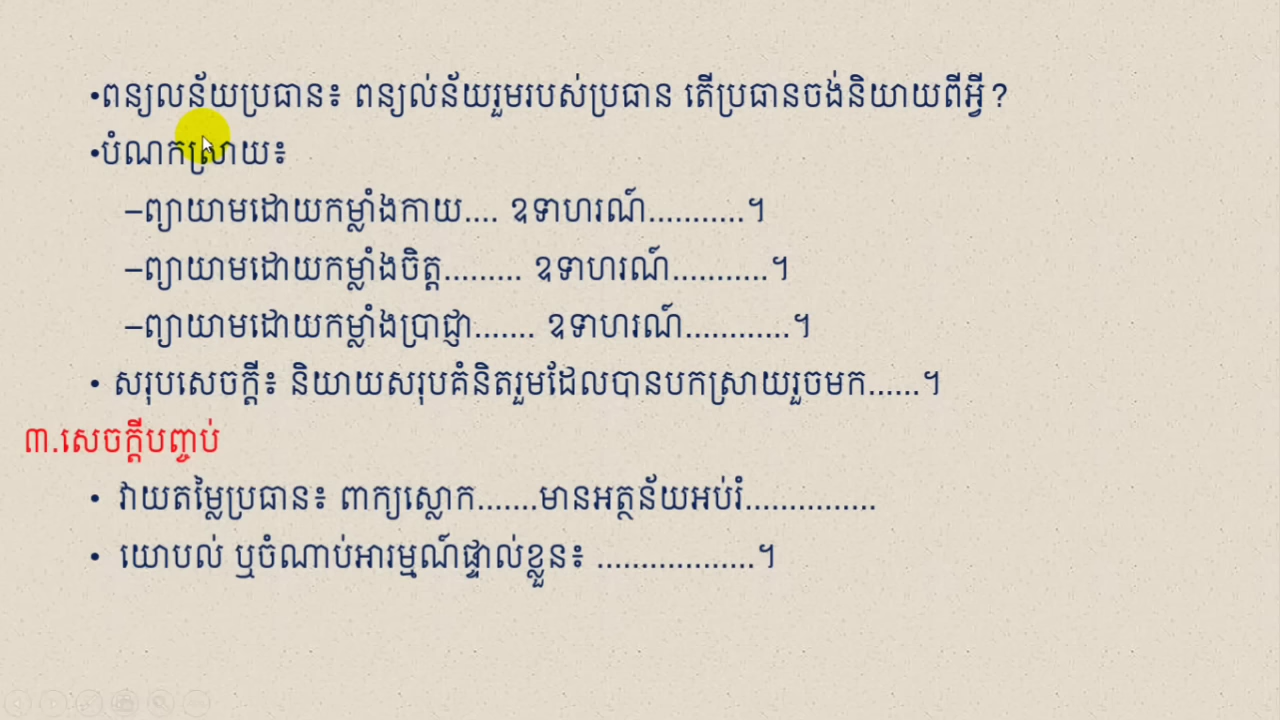 •ពន្យលន័យប្រធាន៖ ពន្យល់ន័យរួមរបស់ប្រធាន តើប្រធានចង់និយាយពីអ្វី?
•បំណកស្រាយ៖
–ព្យាយាមដោយកម្លាំងកាយ.... ឧទាហរណ៍...........។
–ព្យាយាមដោយកម្លាំងចិត្ត......... ឧទាហរណ៍...........។
–ព្យាយាមដោយកម្លាំងប្រាជ្ញា....... ឧទាហរណ៍............។
• សរុបសេចក្តី៖ និយាយសរុបគំនិតរួមដែលបានបកស្រាយរួចមក......។
៣.សេចក្តីបញ្ចប់
• វាយតម្លៃប្រធាន៖ ពាក្យស្លោក.......មានអត្ថន័យអប់រំ...............
• យោបល់ ឬចំណាប់អារម្មណ៍ផ្ទាល់ខ្លួន៖ ..................។